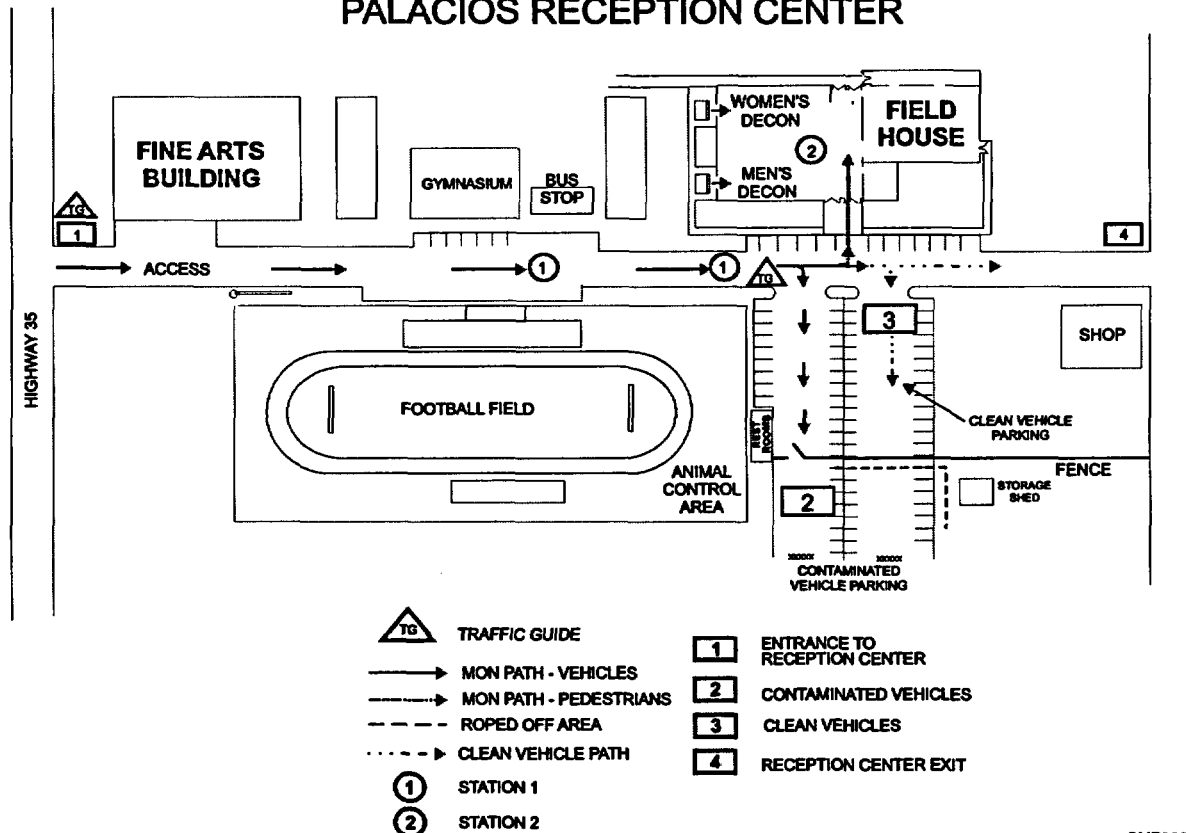 PALACIOS RECEPTION CENTER
WOMEN'S
DECON
FIELD
HOUSE
2
FINE ARTS
BUILDING
GYMNASIUM
BUS
STOP
MEN'S
DECON
TG
1
4
ACCESS
1
1
TG
3
SHOP
HIGHWAY 35
FOOTBALL FIELD
CLEAN VEHICLE
PARKING
REST
ROOMS
ANIMAL
CONTROL
AREA
FENCE
STORAGE
SHED
2
CONTAMINATED
VEHICLE PARKING
TG TRAFFIC GUIDE
MON PATH - VEHICLES
MON PATH - PEDESTRIANS
ROPED OFF AREA
CLEAN VEHICLE PATH
1 STATION 1
2 STATION 2
1 ENTRANCE TO
RECEPTION CENTER
2 CONTAMINATED VEHICLES
3 CLEAN VEHICLES
4 RECEPTION CENTER EXIT